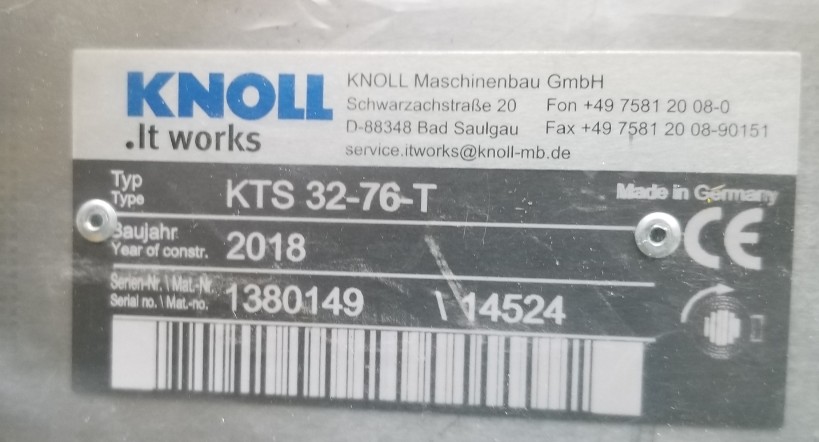 KNOLL
.It works
KNOLL Maschinenbau GmbH
Schwarzachstraße 20 Fon +49 7581 20 08-0
D-88348 Bad Saulgau Fax +49 7581 20 08-90151
service.itworks@knoll-mb.de
Typ
Type KTS 32-76-T
Made in Germany
Baujahr
Year of constr. 2018
CE
Serien-Nr. \ Mat.-Nr.
Serial no. \ Mat.-no. 1380149 \ 14524